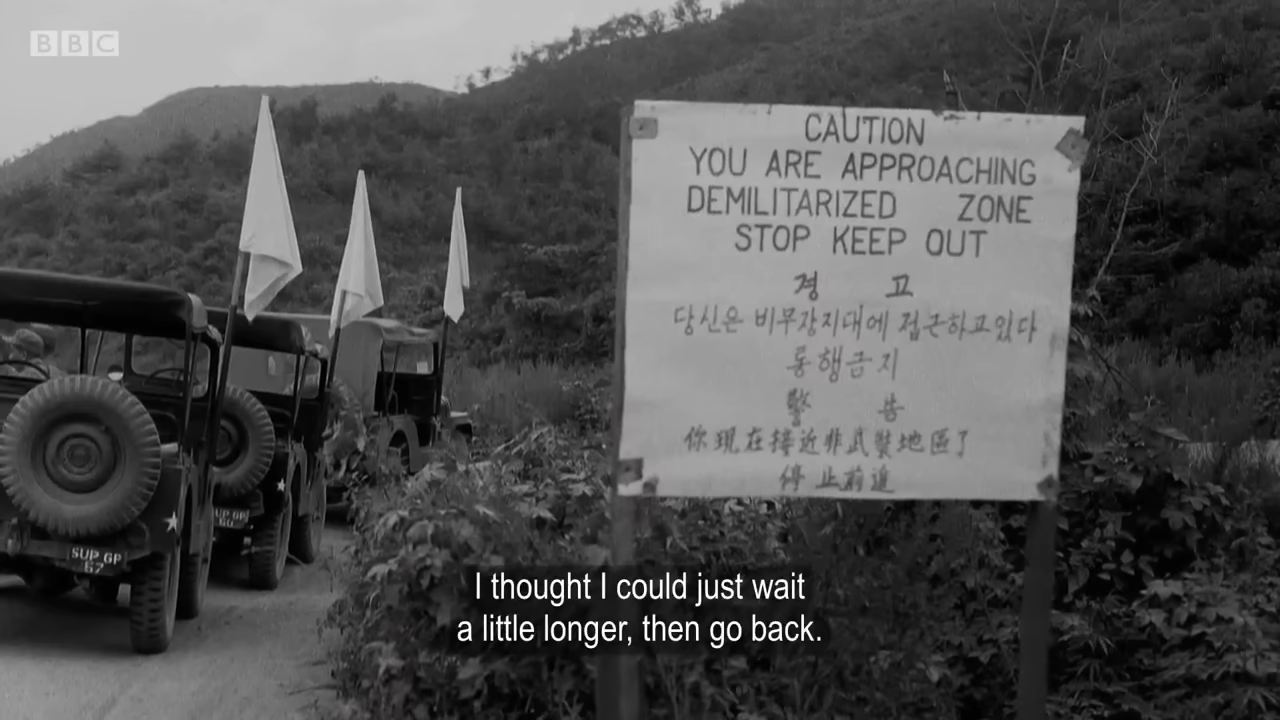 BBC
CAUTION
YOU ARE APPROACHING
DEMILITARIZED ZONE
STOP KEEP OUT
경 고
당신은 비무장지대에 접근하고있다
통행금지
警 告
你現在接近非武裝地區了
停止前進
SUP GP
67
UP GP
60
I thought I could just wait
a little longer, then go back.